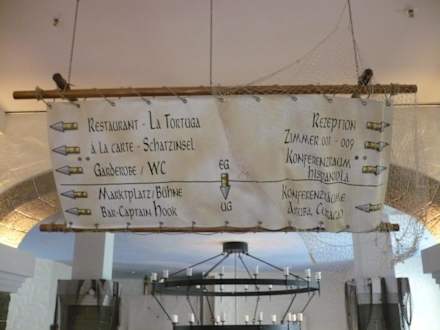 Restaurant - La Tortuga
à la carte - Schatzinsel
Garderobe / WC
Marktplatz / Bühne
Bar - Captain Hook
EG
UG
Rezeption
Zimmer 001 - 009
Konferenzraum
Hispaniola
Konferenzräume
Aruba, Curacao